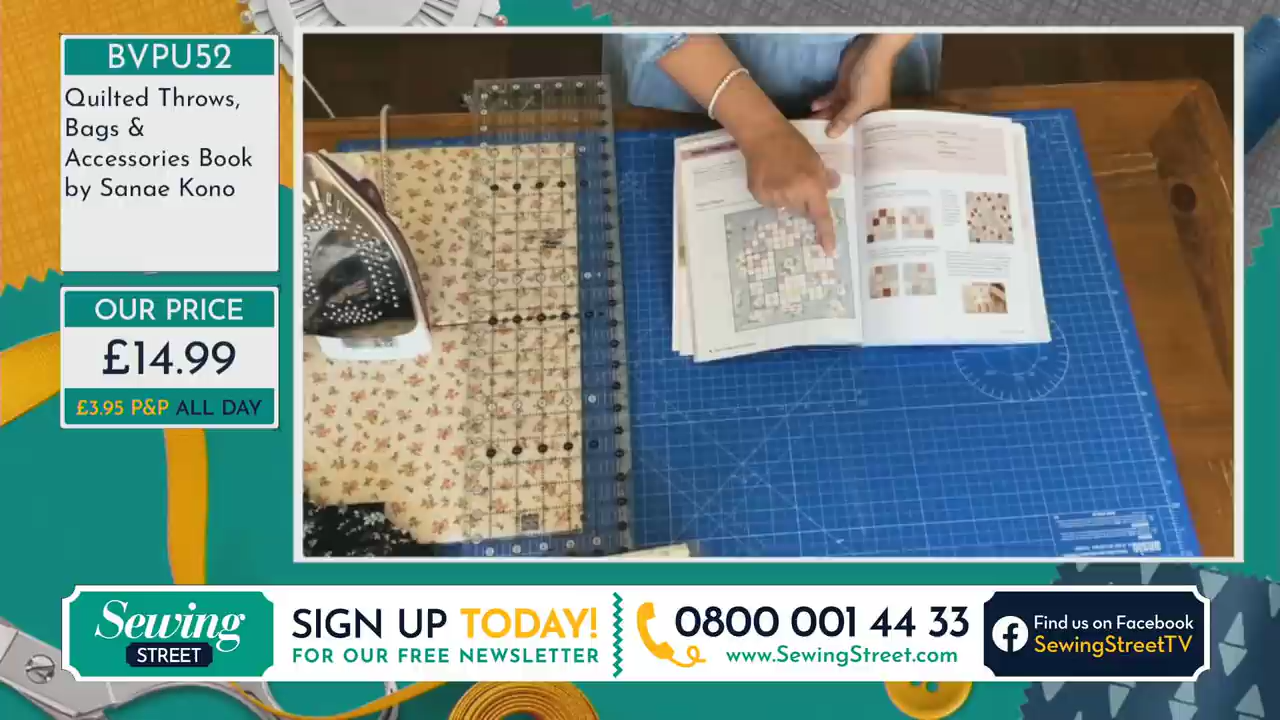 BVPU52
Quilted Throws,
Bags &
Accessories Book
by Sanae Kono
OUR PRICE
£14.99
£3.95 P&P ALL DAY
Sewing
STREET
SIGN UP TODAY!
FOR OUR FREE NEWSLETTER
0800 001 44 33
www.SewingStreet.com
Find us on Facebook
SewingStreetTV